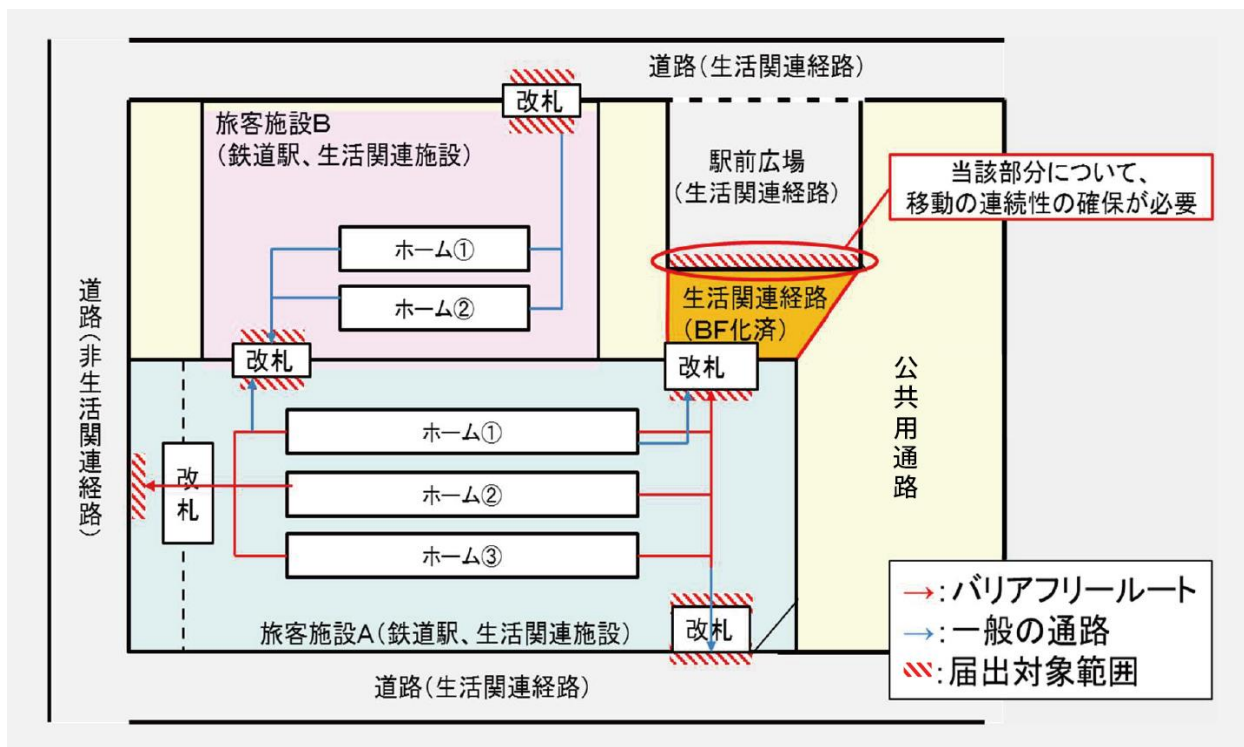 道路(生活関連経路)
改札
旅客施設B
(鉄道駅、生活関連施設)
駅前広場
(生活関連経路)
当該部分について、
移動の連続性の確保が必要
ホーム①
ホーム②
生活関連経路
(BF化済)
道路(非生活関連経路)
改札
改札
公共用通路
ホーム①
改札
ホーム②
ホーム③
旅客施設A(鉄道駅、生活関連施設)
改札
道路(生活関連経路)
→:バリアフリールート
→:一般の通路
:届出対象範囲